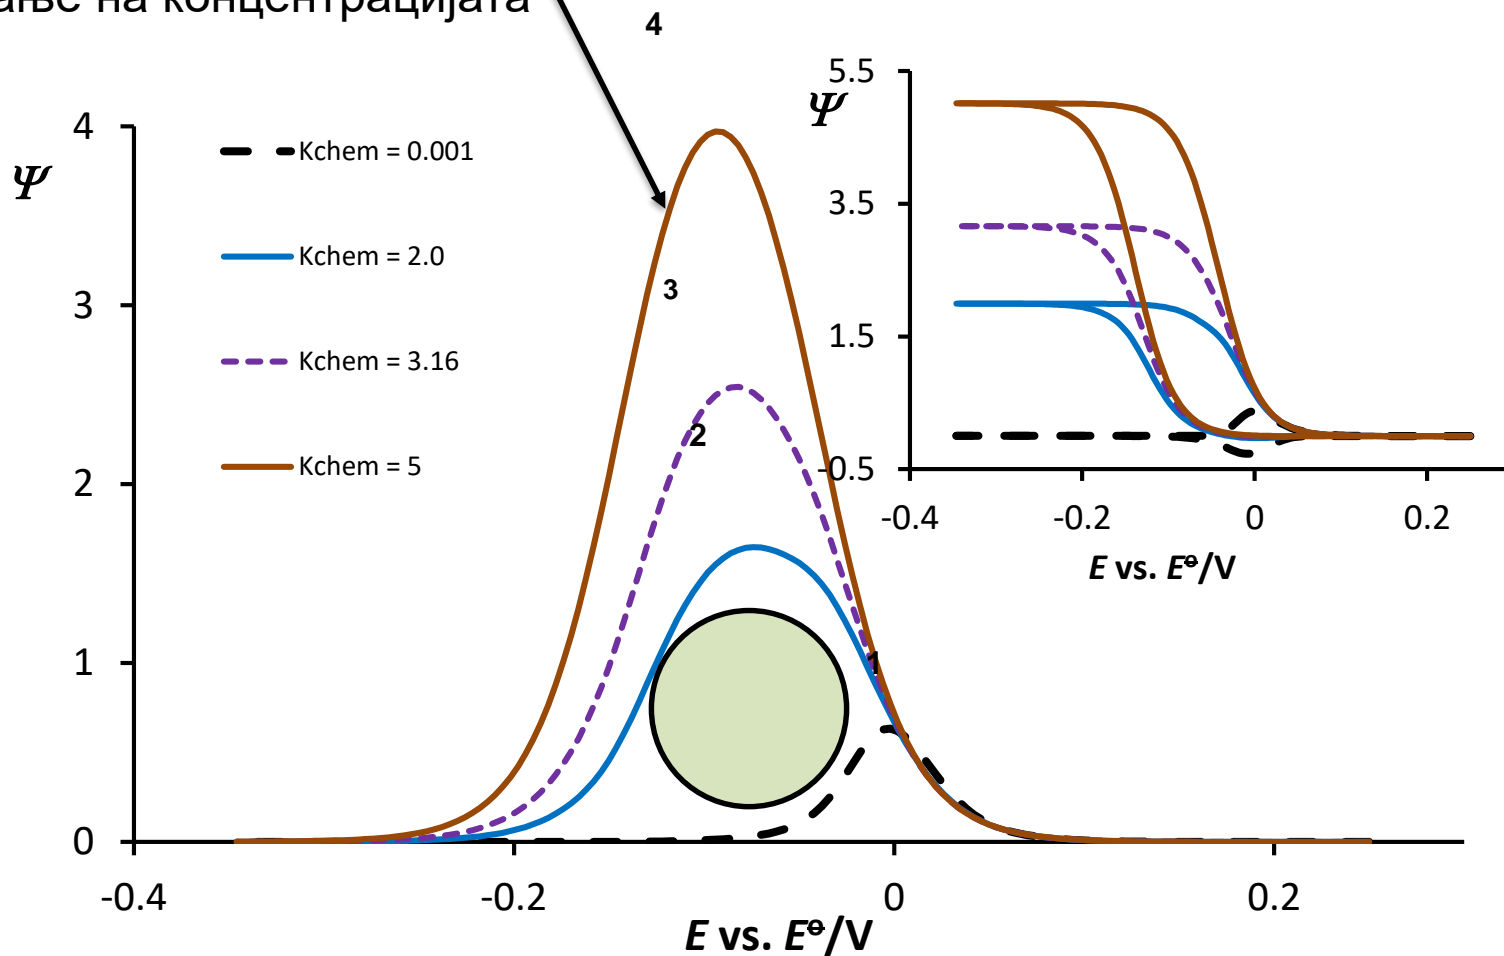 на концентрацијата
4
4
Ψ
3
2
1
0
-0.4
-0.2
0
0.2
E vs. E⦵/V
Kchem = 0.001
Kchem = 2.0
Kchem = 3.16
Kchem = 5
3
2
1
5.5
Ψ
3.5
1.5
-0.5
-0.4
-0.2
0
0.2
E vs. E⦵/V